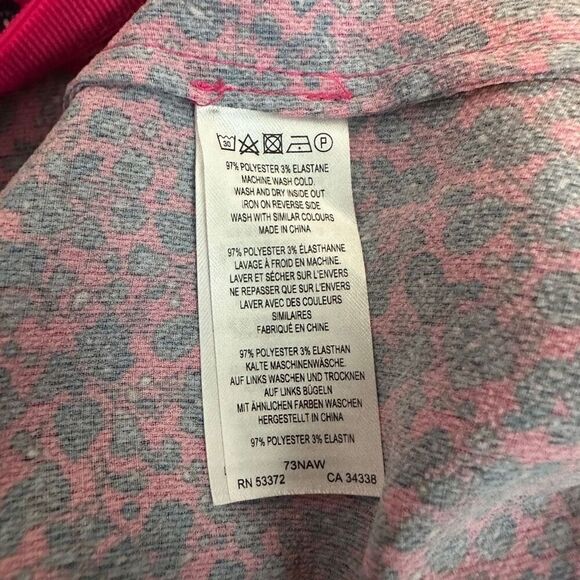 30 P
97% POLYESTER 3% ELASTANE
MACHINE WASH COLD.
WASH AND DRY INSIDE OUT
IRON ON REVERSE SIDE
WASH WITH SIMILAR COLOURS
MADE IN CHINA
97% POLYESTER 3% ÉLASTHANNE
LAVAGE À FROID EN MACHINE.
LAVER ET SÉCHER SUR L'ENVERS
NE REPASSER QUE SUR L'ENVERS
LAVER AVEC DES COULEURS
SIMILAIRES
FABRIQUÉ EN CHINE
97% POLYESTER 3% ELASTHAN
KALTE MASCHINENWÄSCHE.
AUF LINKS WASCHEN UND TROCKNEN
AUF LINKS BÜGELN
MIT ÄHNLICHEN FARBEN WASCHEN
HERGESTELLT IN CHINA
97% POLYESTER 3% ELASTIN
73NAW
RN 53372 CA 34338